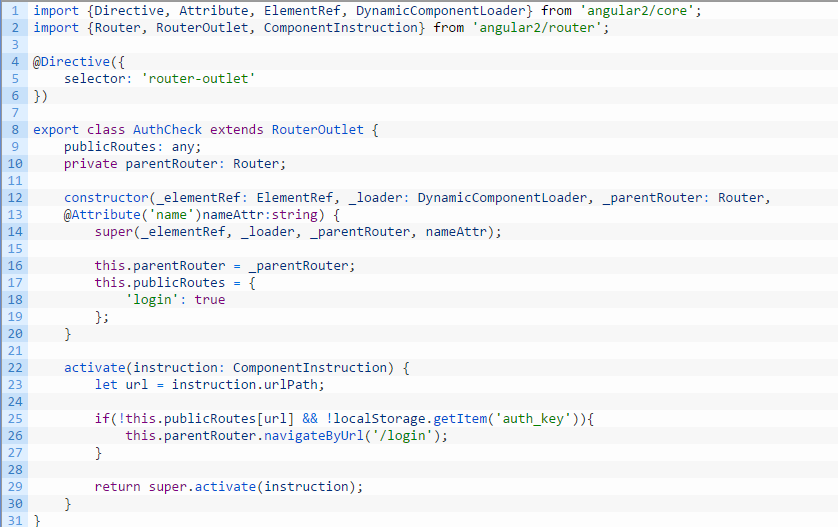 1 import {Directive, Attribute, ElementRef, DynamicComponentLoader} from 'angular2/core';
2 import {Router, RouterOutlet, ComponentInstruction} from 'angular2/router';
3
4 @Directive({
5     selector: 'router-outlet'
6 })
7
8 export class AuthCheck extends RouterOutlet {
9     publicRoutes: any;
10     private parentRouter: Router;
11
12     constructor(_elementRef: ElementRef, _loader: DynamicComponentLoader, _parentRouter: Router,
13     @Attribute('name')nameAttr:string) {
14         super(_elementRef, _loader, _parentRouter, nameAttr);
15
16         this.parentRouter = _parentRouter;
17         this.publicRoutes = {
18             'login': true
19         };
20     }
21
22     activate(instruction: ComponentInstruction) {
23         let url = instruction.urlPath;
24
25         if(!this.publicRoutes[url] && !localStorage.getItem('auth_key')){
26             this.parentRouter.navigateByUrl('/login');
27         }
28
29         return super.activate(instruction);
30     }
31 }